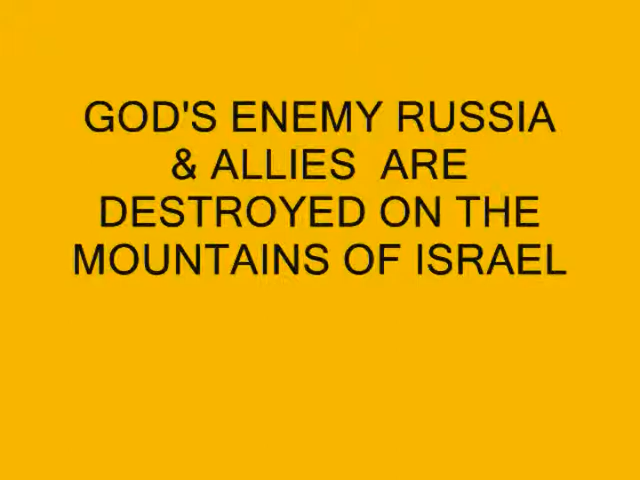 GOD'S ENEMY RUSSIA
& ALLIES  ARE
DESTROYED ON THE
MOUNTAINS OF ISRAEL